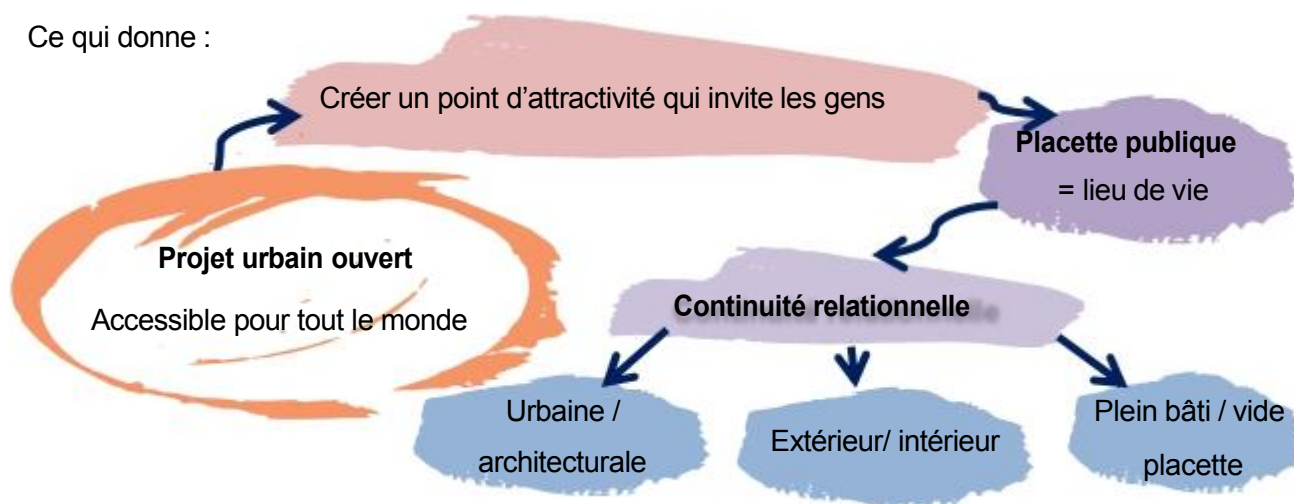 Ce qui donne :
Créer un point d’attractivité qui invite les gens
Placette publique
= lieu de vie
Projet urbain ouvert
Accessible pour tout le monde
Continuité relationnelle
Urbaine /
architecturale
Extérieur/ intérieur
Plein bâti / vide
placette